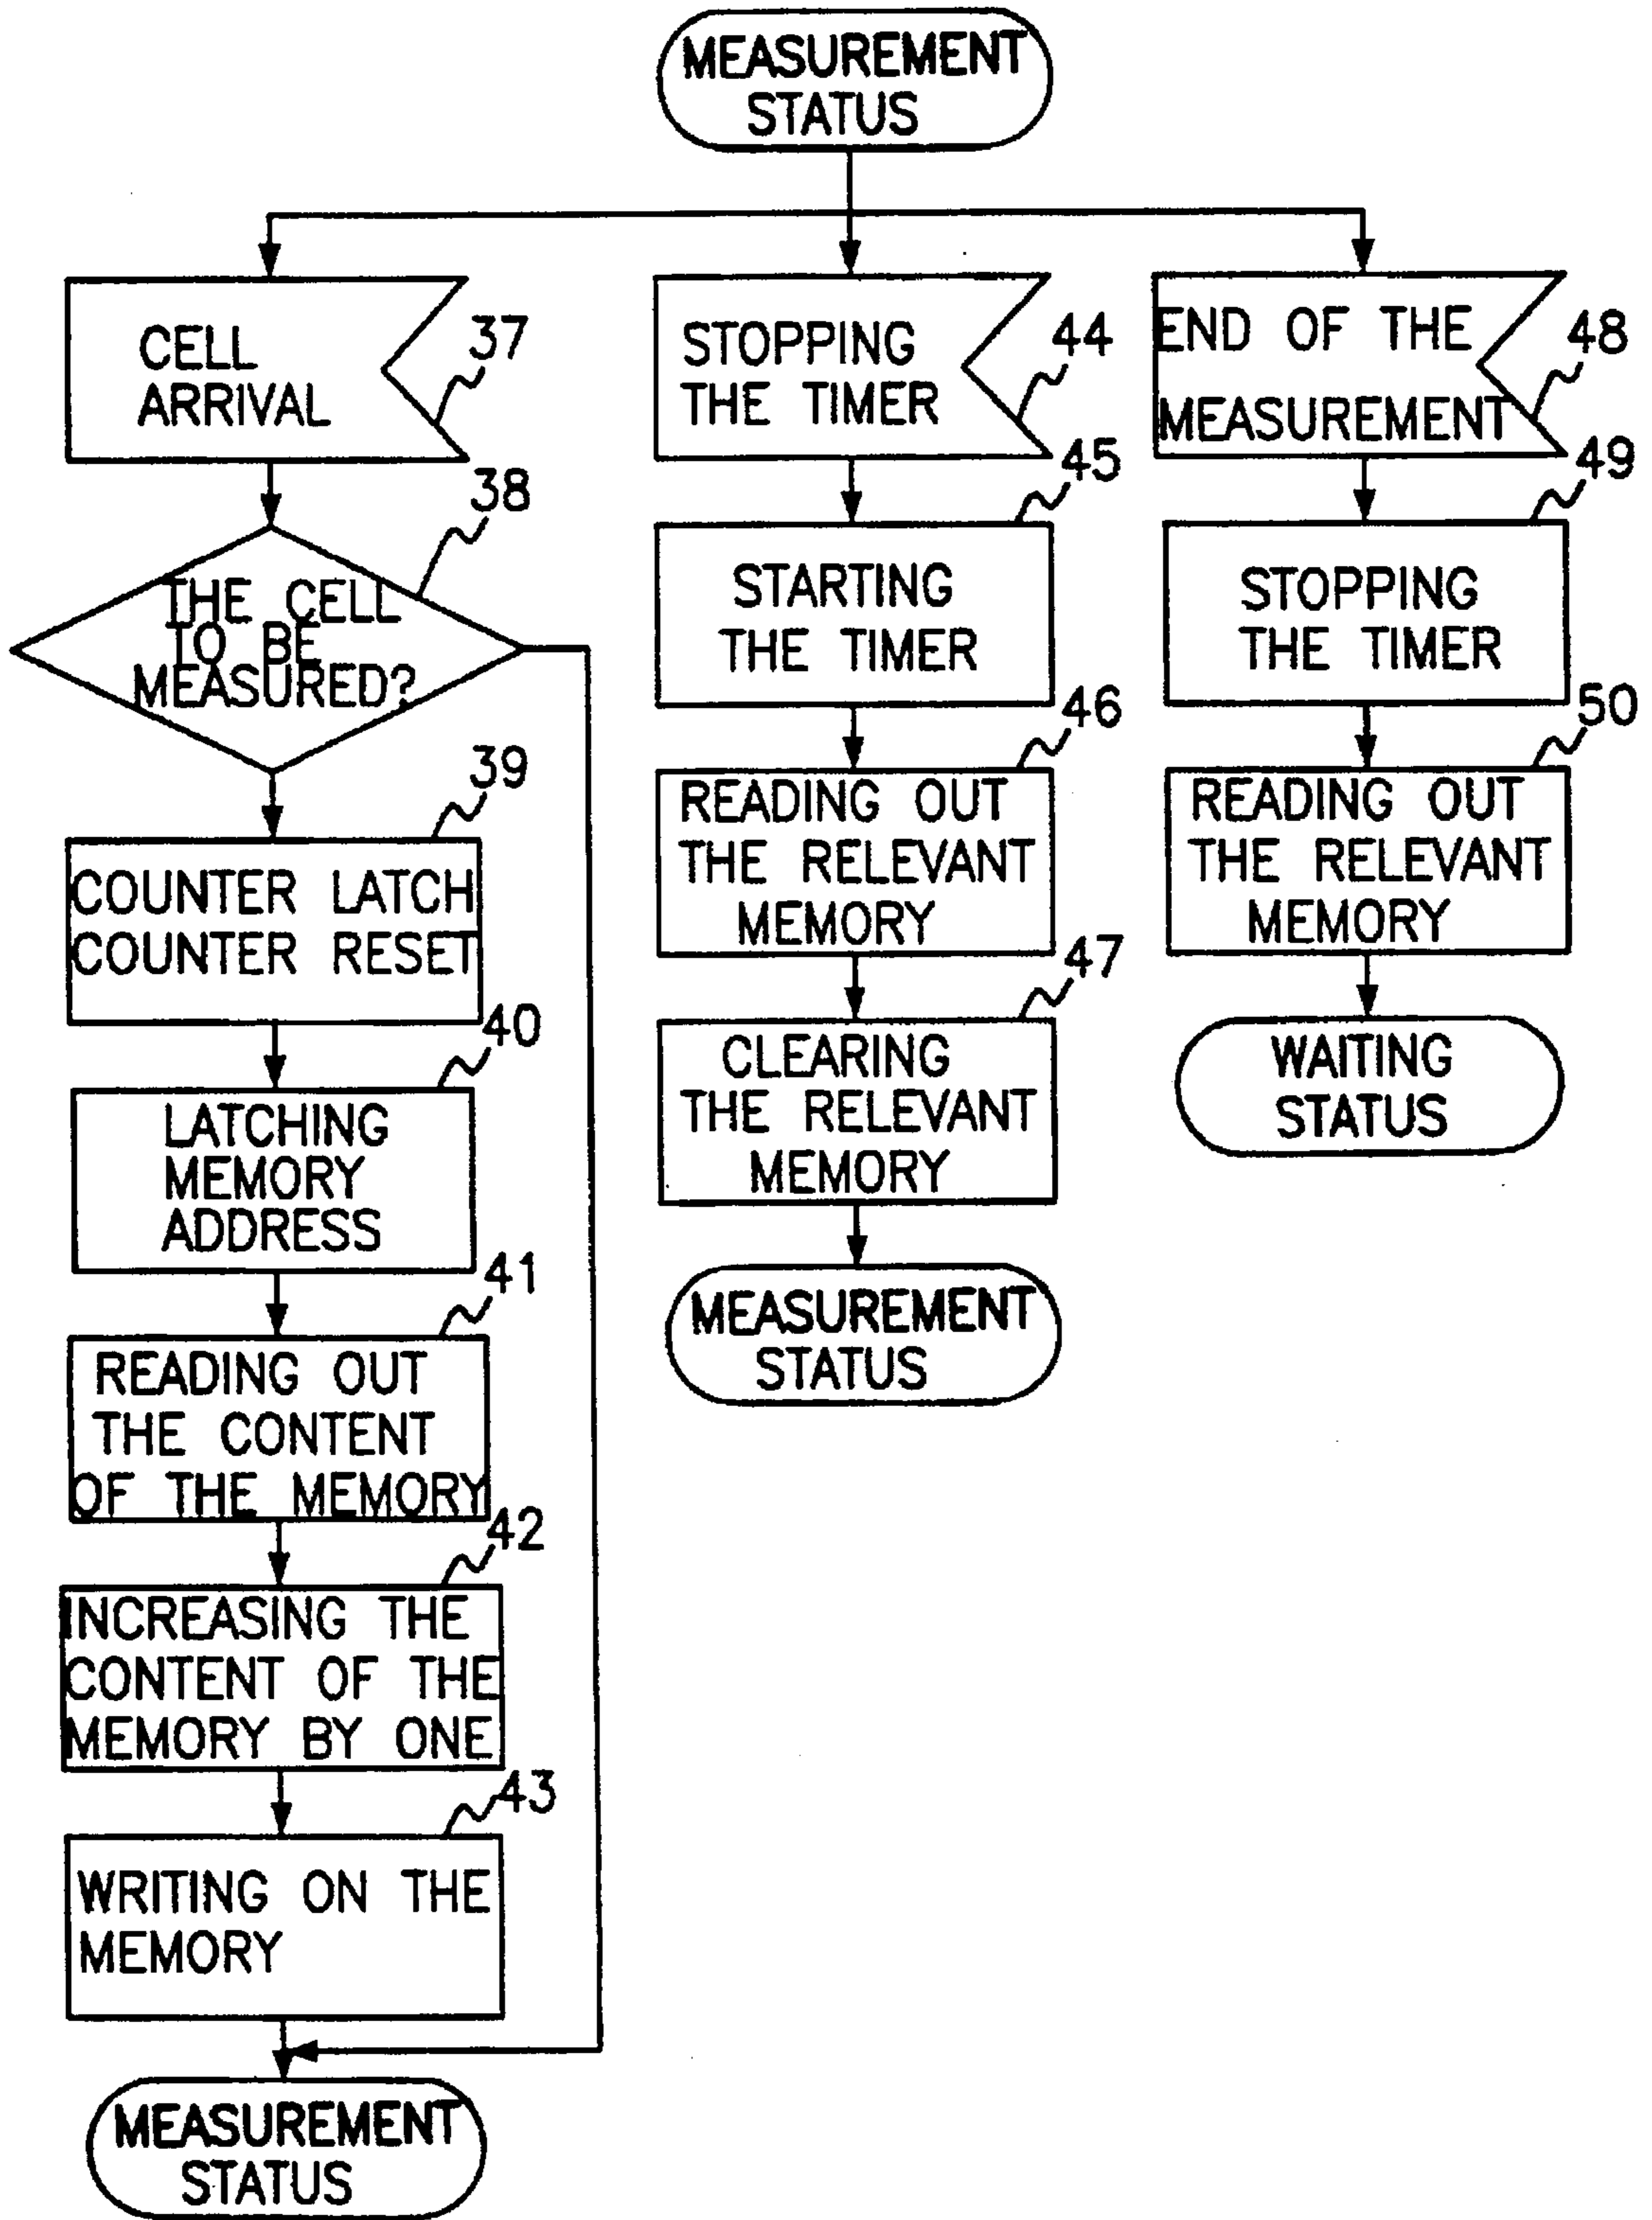 MEASUREMENT
STATUS
CELL
ARRIVAL
37
THE CELL
TO BE
MEASURED?
38
COUNTER LATCH
COUNTER RESET
39
LATCHING
MEMORY
ADDRESS
40
READING OUT
THE CONTENT
OF THE MEMORY
41
INCREASING THE
CONTENT OF THE
MEMORY BY ONE
42
WRITING ON THE
MEMORY
43
MEASUREMENT
STATUS
STOPPING
THE TIMER
44
STARTING
THE TIMER
45
READING OUT
THE RELEVANT
MEMORY
46
CLEARING
THE RELEVANT
MEMORY
47
MEASUREMENT
STATUS
END OF THE
MEASUREMENT
48
STOPPING
THE TIMER
49
READING OUT
THE RELEVANT
MEMORY
50
WAITING
STATUS